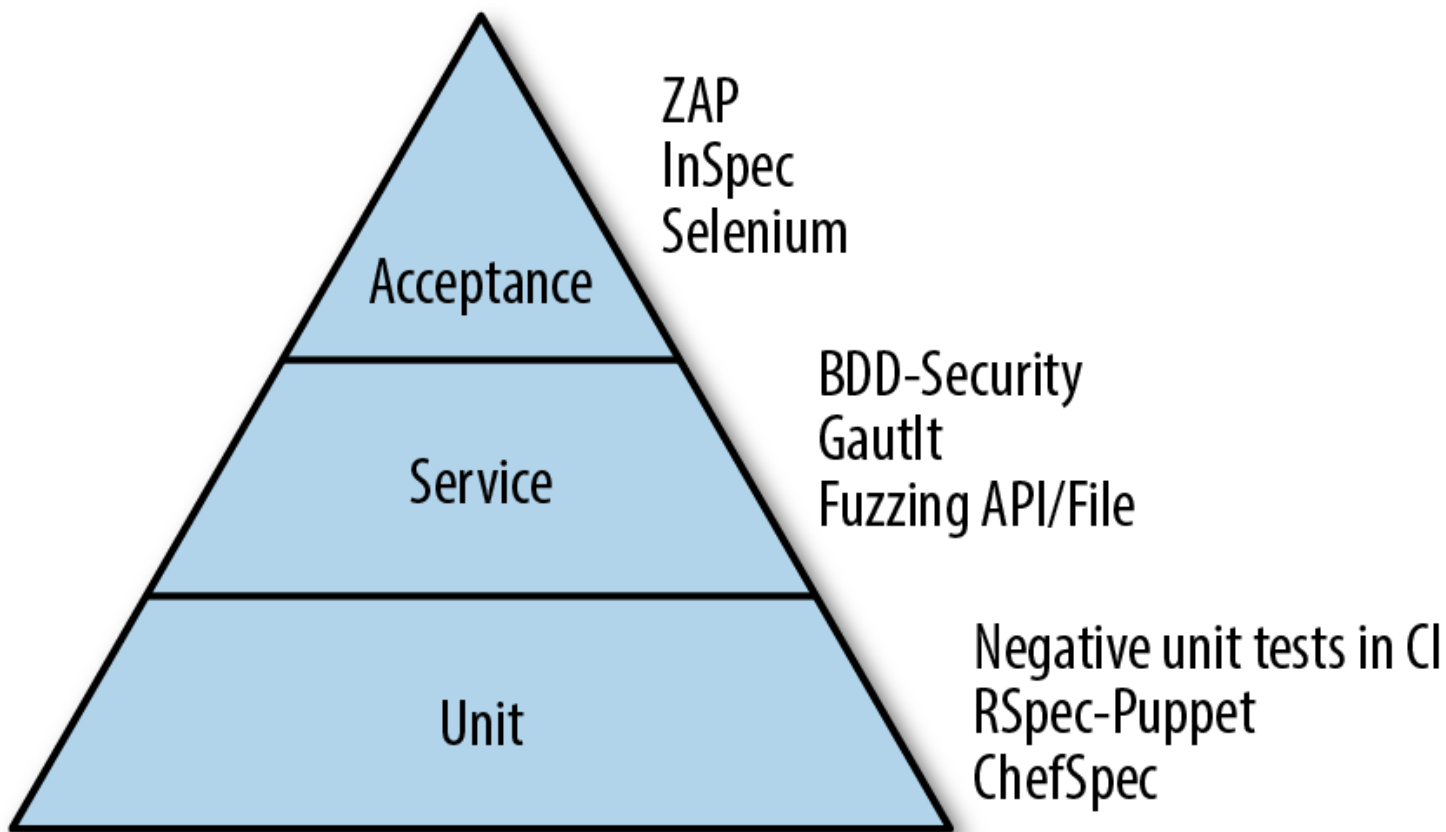 ZAP
InSpec
Selenium
Acceptance
BDD-Security
GautIt
Fuzzing API/File
Service
Negative unit tests in CI
RSpec-Puppet
ChefSpec
Unit